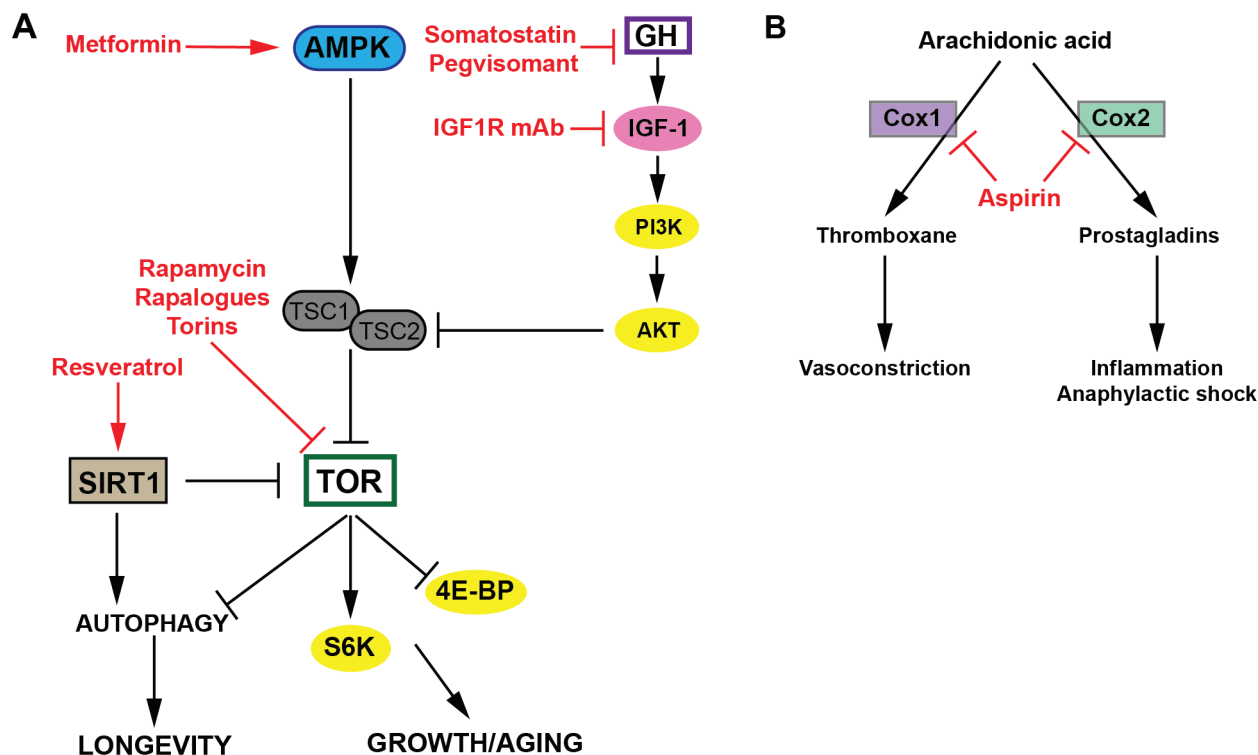 A
Metformin
AMPK
Somatostatin
Pegvisomant
GH
IGF1R mAb
IGF-1
PI3K
Rapamycin
Rapalogues
Torins
TSC1
TSC2
AKT
Resveratrol
SIRT1
TOR
4E-BP
AUTOPHAGY
S6K
LONGEVITY
GROWTH/AGING
B
Arachidonic acid
Cox1
Cox2
Aspirin
Thromboxane
Prostagladins
Vasoconstriction
Inflammation
Anaphylactic shock